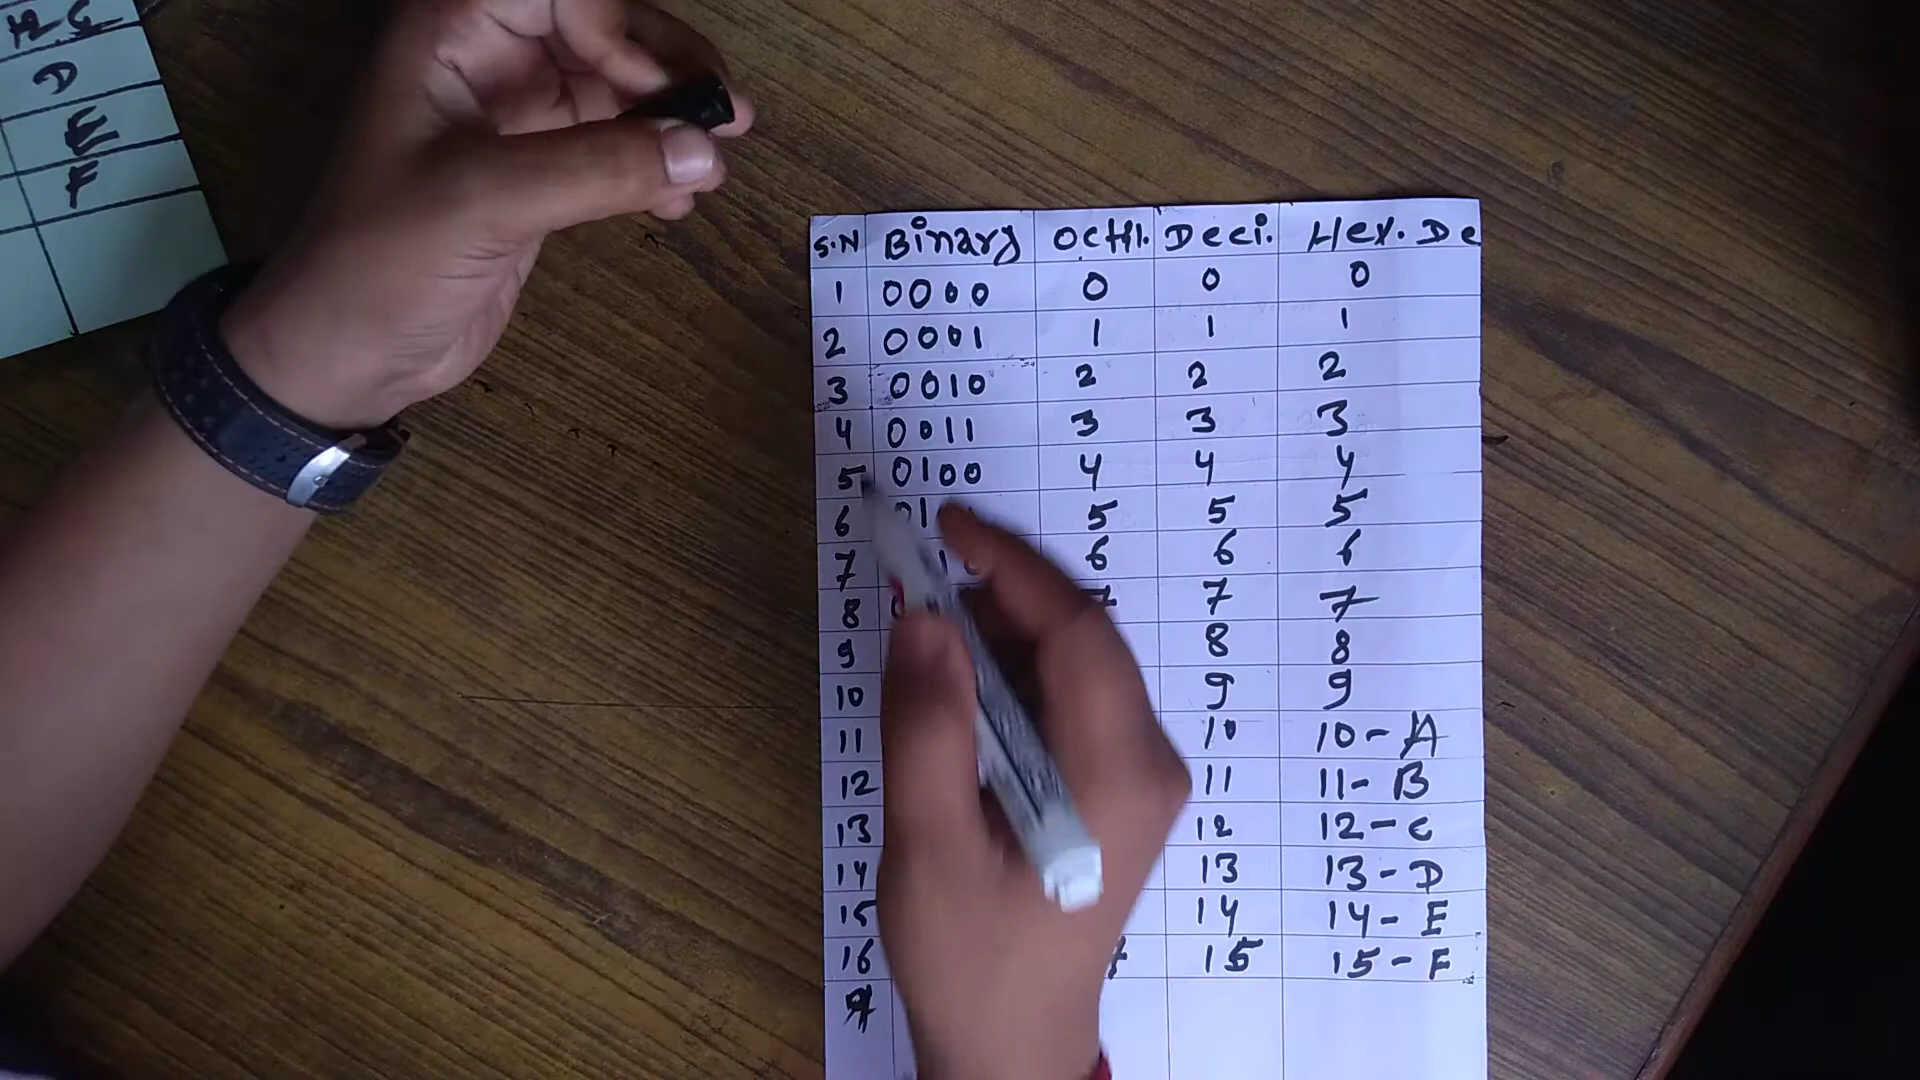 S.N Binary Octl. Deci. Hex. De
1 0000 0 0 0
2 0001 1 1 1
3 0010 2 2 2
4 0011 3 3 3
5 0100 4 4 4
6 5 5 5
7 6 6 6
8 7 7 7
9 8 8
10 9 9
11 10 10-A
12 11 11-B
13 12 12-C
14 13 13-D
15 14 14-E
16 15 15-F
D
E
F